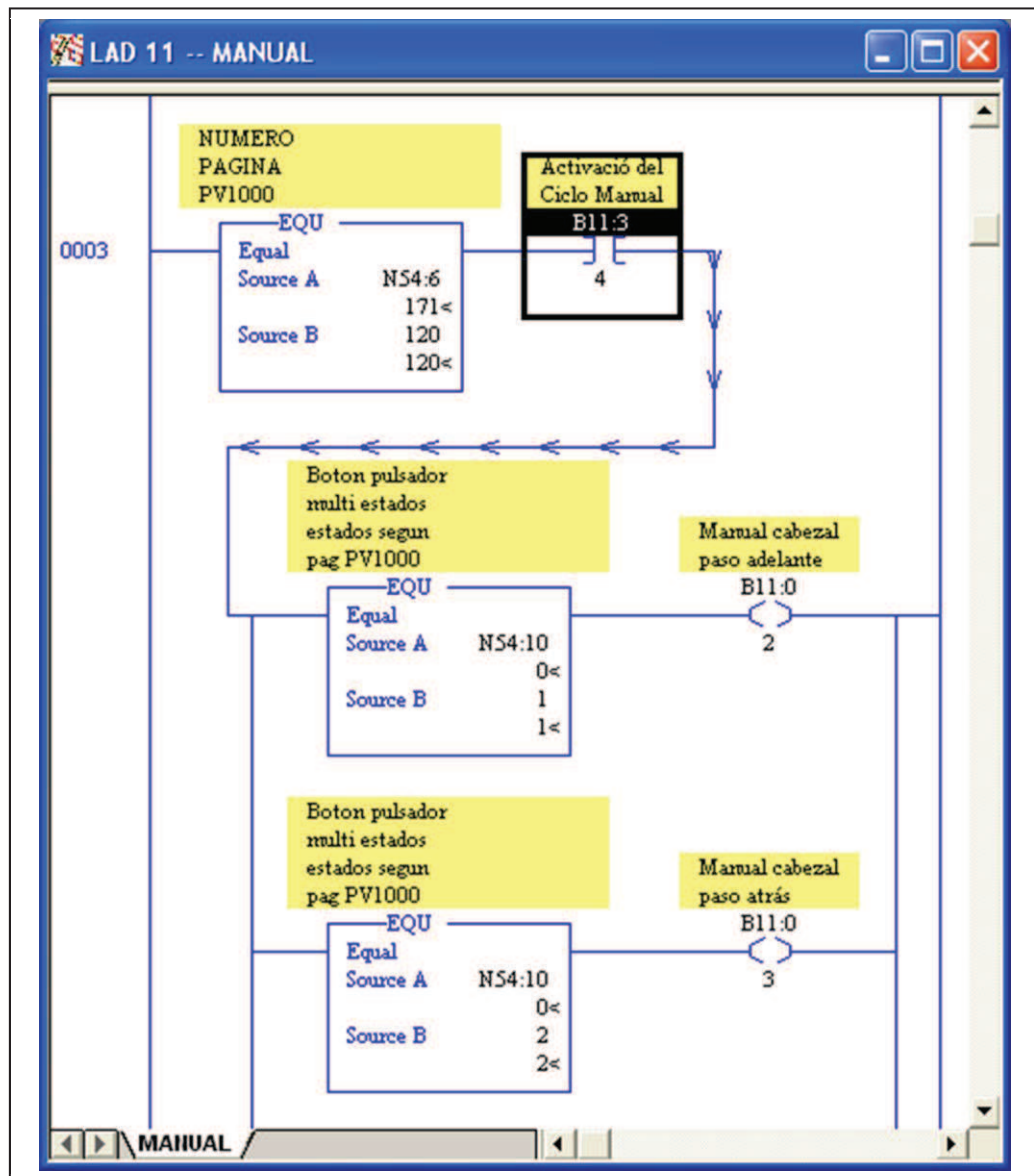 LAD 11 -- MANUAL
NUMERO
PAGINA
PV1000
EQU
Equal
Source A N54:6
171<
Source B 120
120<
0003
Activació del
Ciclo Manual
B11:3
4
Boton pulsador
multi estados
estados segun
pag PV1000
EQU
Equal
Source A N54:10
0<
Source B 1
1<
Manual cabezal
paso adelante
B11:0
2
Boton pulsador
multi estados
estados segun
pag PV1000
EQU
Equal
Source A N54:10
0<
Source B 2
2<
Manual cabezal
paso atrás
B11:0
3
MANUAL